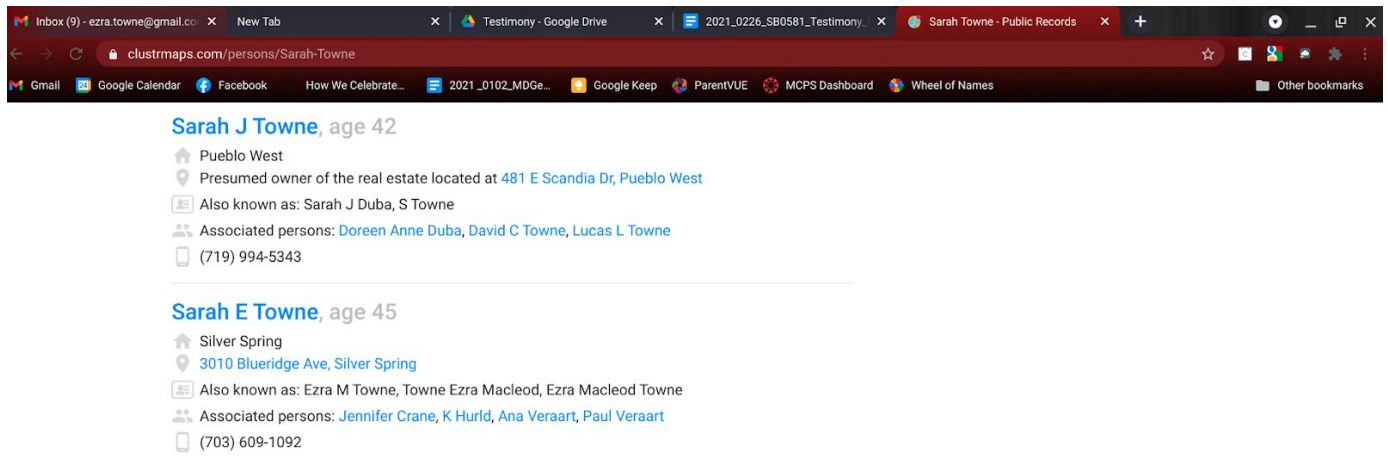 Inbox (9) - ezra.towne@gmail.co
New Tab
Testimony - Google Drive
2021_0226_SB0581_Testimony_
Sarah Towne - Public Records
clustrmaps.com/persons/Sarah-Towne
Gmail
24 Google Calendar
Facebook
How We Celebrate...
2021 _0102_MDGe...
Google Keep
ParentVUE
MCPS Dashboard
Wheel of Names
Other bookmarks
Sarah J Towne, age 42
Pueblo West
Presumed owner of the real estate located at 481 E Scandia Dr, Pueblo West
Also known as: Sarah J Duba, S Towne
Associated persons: Doreen Anne Duba, David C Towne, Lucas L Towne
(719) 994-5343
Sarah E Towne, age 45
Silver Spring
3010 Blueridge Ave, Silver Spring
Also known as: Ezra M Towne, Towne Ezra Macleod, Ezra Macleod Towne
Associated persons: Jennifer Crane, K Hurld, Ana Veraart, Paul Veraart
(703) 609-1092